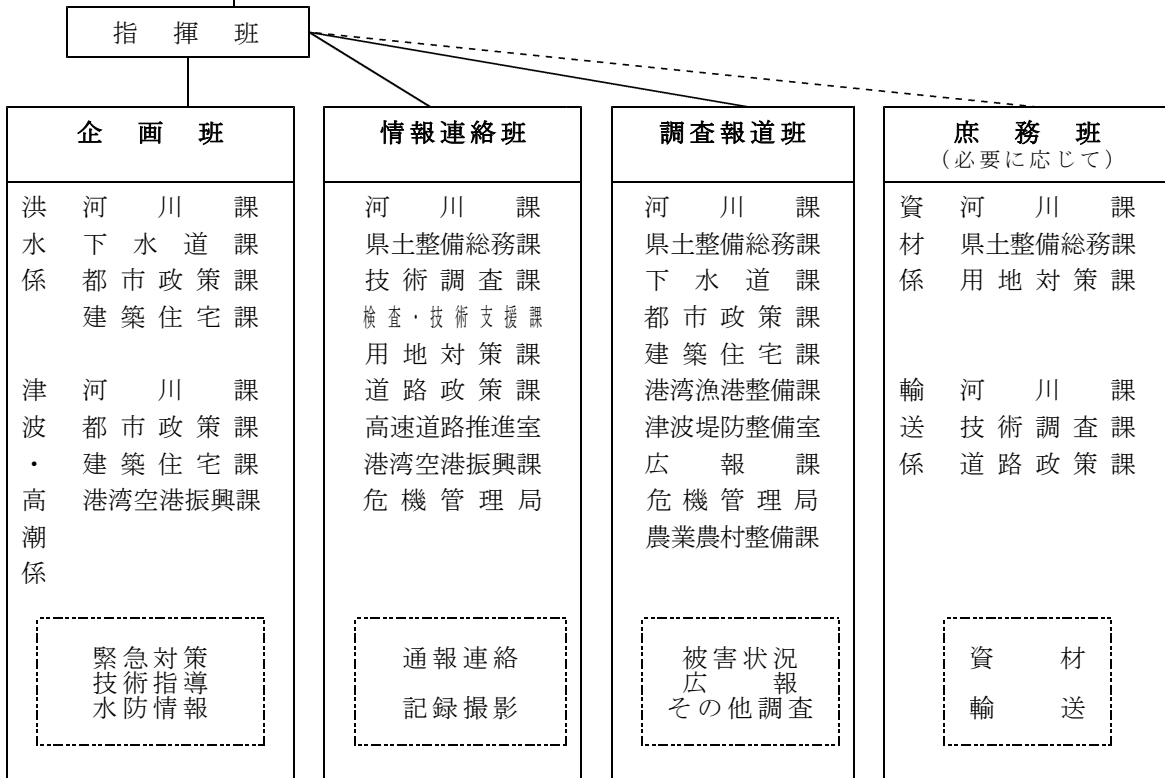 指揮班
企画班
洪水係
河川課
下水道課
都市政策課
建築住宅課
津波・高潮係
河川課
都市政策課
建築住宅課
港湾空港振興課
緊急対策
技術指導
水防情報
情報連絡班
河川課
県土整備総務課
技術調査課
検査・技術支援課
用地対策課
道路政策課
高速道路推進室
港湾空港振興課
危機管理局
通報連絡
記録撮影
調査報道班
河川課
県土整備総務課
下水道課
都市政策課
建築住宅課
港湾漁港整備課
津波堤防整備室
広報課
危機管理局
農業農村整備課
被害状況
広報
その他調査
庶務班
(必要に応じて)
資材係
河川課
県土整備総務課
用地対策課
輸送係
河川課
技術調査課
道路政策課
資材
輸送